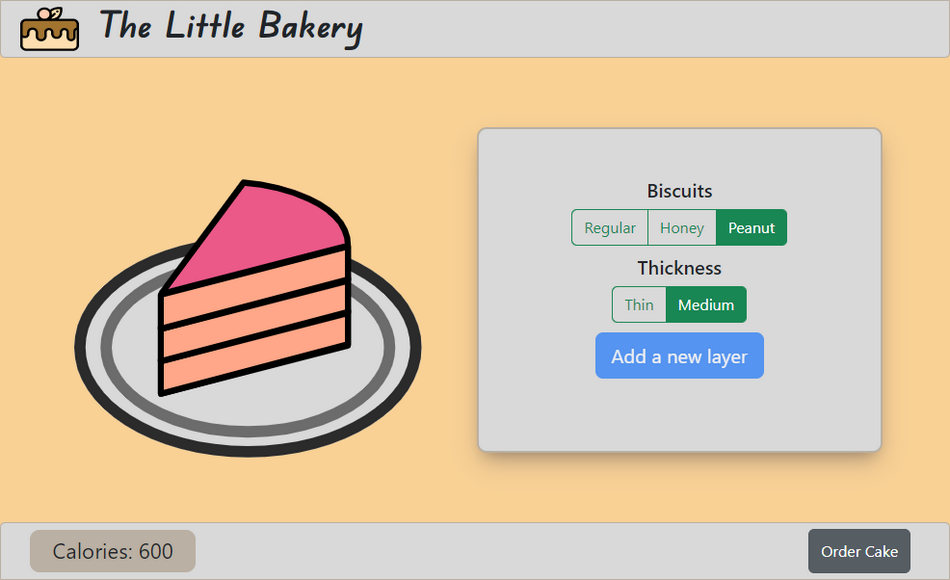 The Little Bakery
Biscuits
Regular Honey Peanut
Thickness
Thin Medium
Add a new layer
Calories: 600
Order Cake